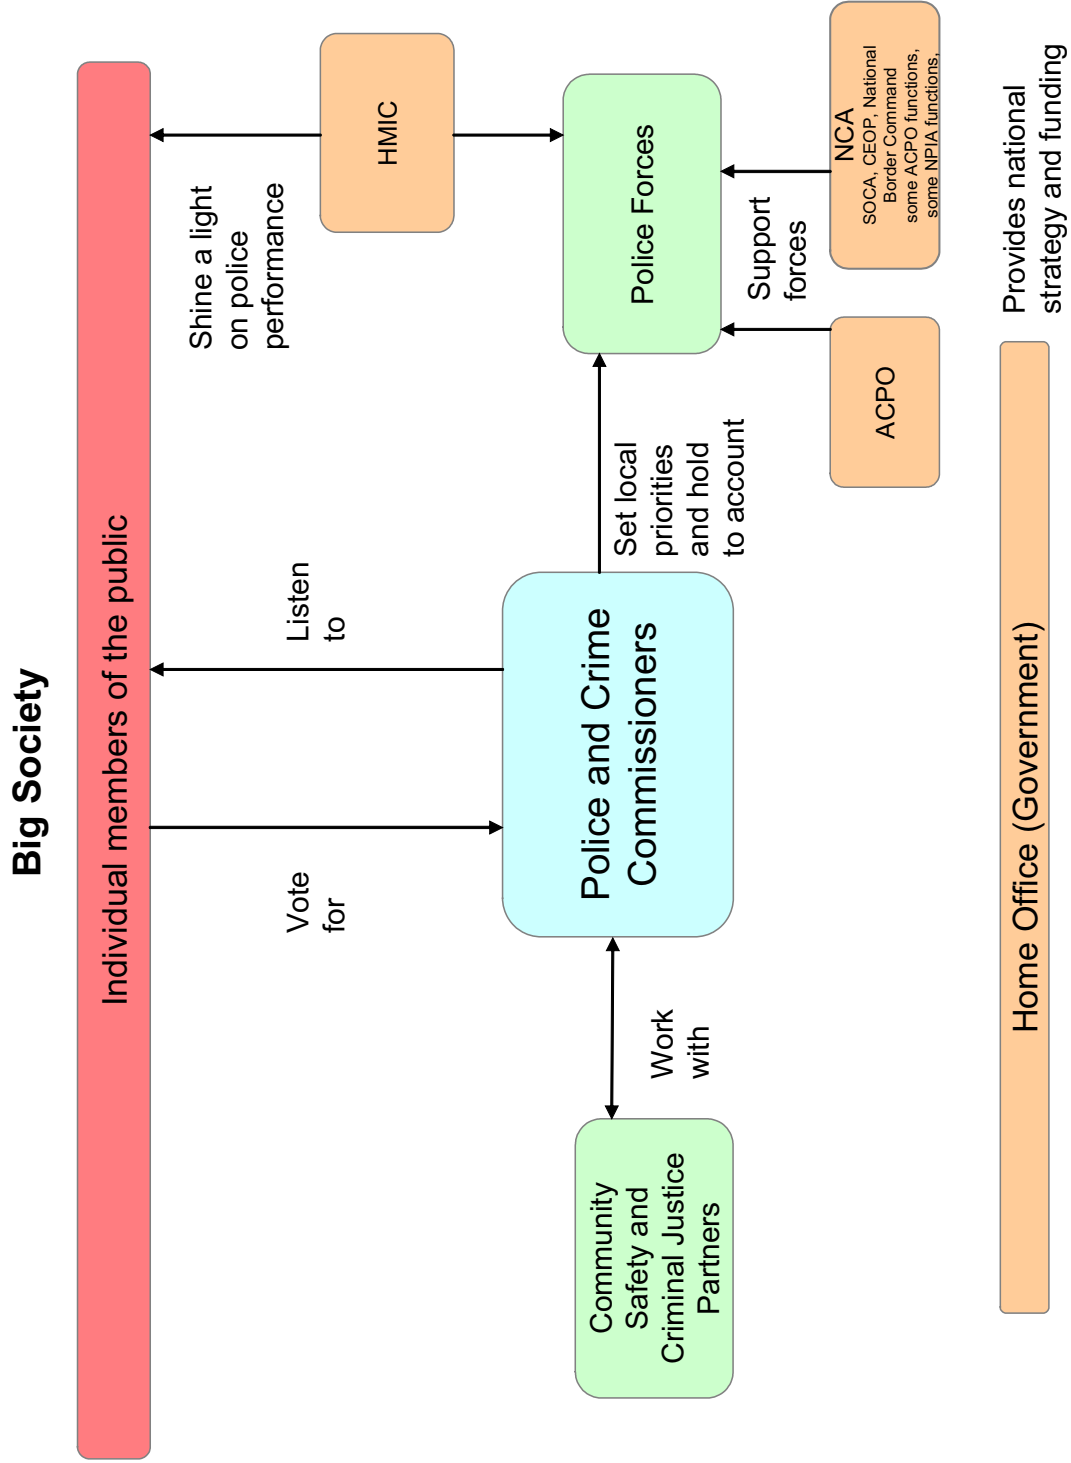 Big Society
Individual members of the public
Vote
for
Listen
to
Shine a light
on police
performance
HMIC
Community
Safety and
Criminal Justice
Partners
Work
with
Police and Crime
Commissioners
Set local
priorities
and hold
to account
Police Forces
Support
forces
ACPO
NCA
SOCA, CEOP, National
Border Command
some ACPO functions,
some NPIA functions,
Home Office (Government)
Provides national
strategy and funding